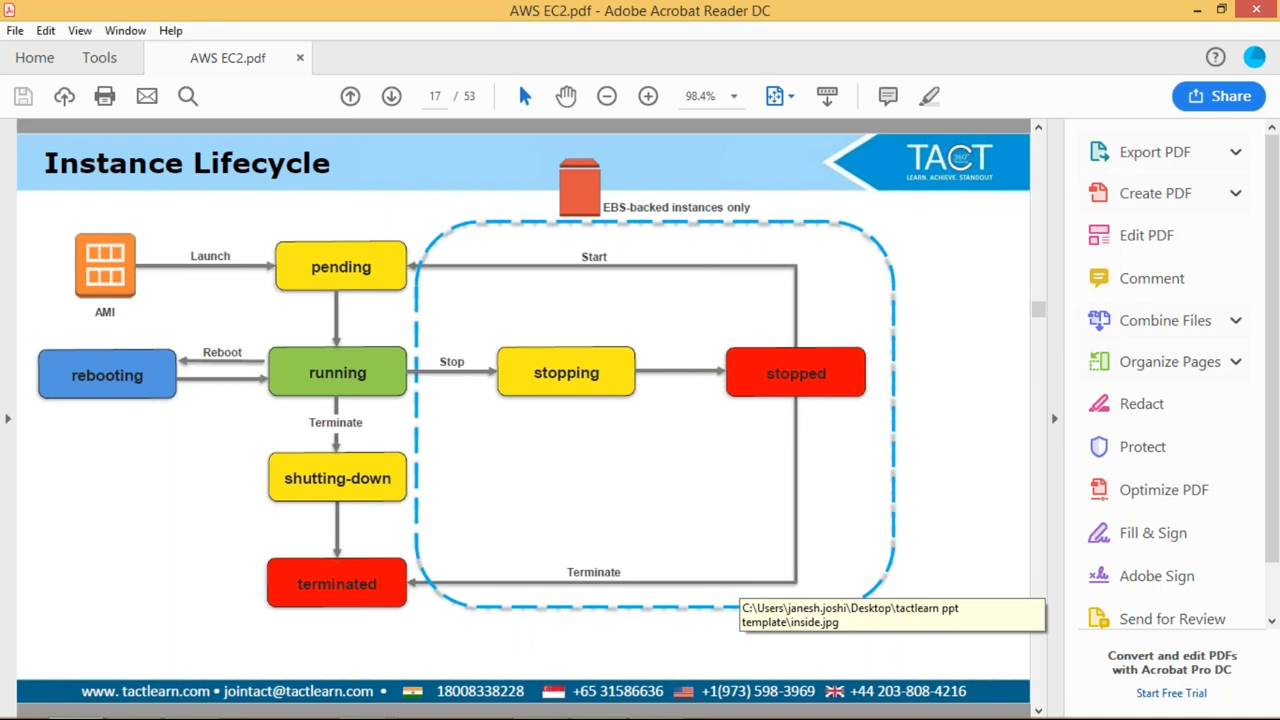 AWS EC2.pdf - Adobe Acrobat Reader DC
File Edit View Window Help
Home Tools AWS EC2.pdf ×
17 / 53 98.4% Share
Instance Lifecycle
TACT
360°
LEARN. ACHIEVE. STANDOUT
EBS-backed instances only
Launch
pending
Start
AMI
rebooting
Reboot
running
Stop
stopping
stopped
Terminate
shutting-down
terminated
Terminate
C:\Users\janesh.joshi\Desktop\tactlearn ppt
template\inside.jpg
www. tactlearn.com • jointact@tactlearn.com • 18008338228 +65 31586636 +1(973) 598-3969 +44 203-808-4216
Export PDF
Create PDF
Edit PDF
Comment
Combine Files
Organize Pages
Redact
Protect
Optimize PDF
Fill & Sign
Adobe Sign
Send for Review
Convert and edit PDFs
with Acrobat Pro DC
Start Free Trial